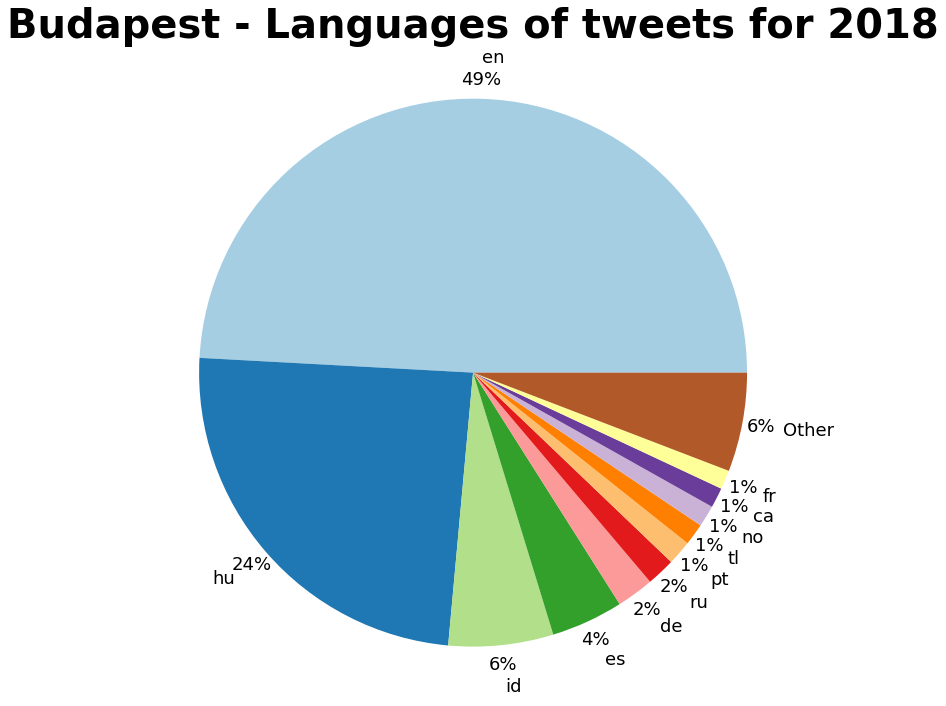 Budapest - Languages of tweets for 2018
en
49%
24%
hu
6%
id
4%
es
2%
de
2%
ru
1%
pt
1%
tl
1%
no
1%
ca
1%
fr
6%
Other